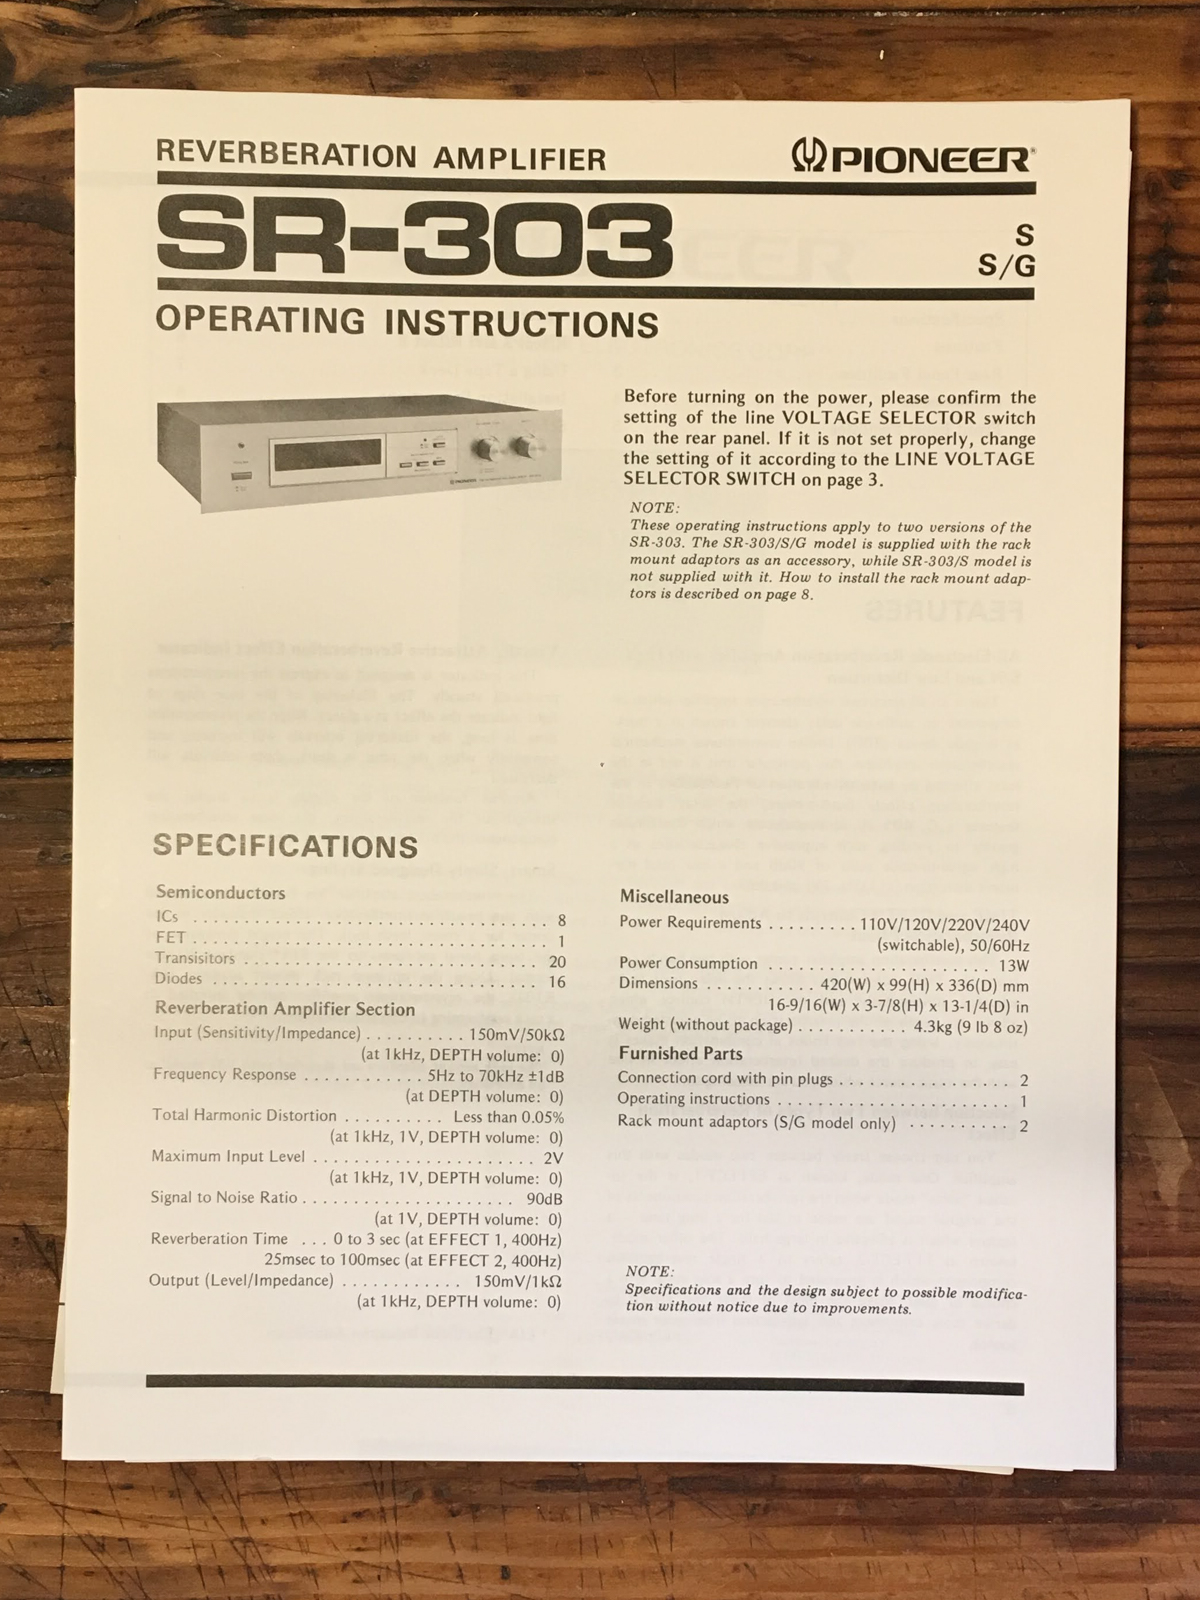 REVERBERATION AMPLIFIER
PIONEER®
SR-303
S
S/G
OPERATING INSTRUCTIONS
Before turning on the power, please confirm the
setting of the line VOLTAGE SELECTOR switch
on the rear panel. If it is not set properly, change
the setting of it according to the LINE VOLTAGE
SELECTOR SWITCH on page 3.
NOTE:
These operating instructions apply to two versions of the
SR-303. The SR-303/S/G model is supplied with the rack
mount adaptors as an accessory, while SR-303/S model is
not supplied with it. How to install the rack mount adap-
tors is described on page 8.
PIONEER
FEATURES
SPECIFICATIONS
Semiconductors
ICs . . . . . . . . . . . . . . . . . . . . . . . . . . . . . . 8
FET . . . . . . . . . . . . . . . . . . . . . . . . . . . . . . 1
Transisitors . . . . . . . . . . . . . . . . . . . . . . . . . 20
Diodes . . . . . . . . . . . . . . . . . . . . . . . . . . . . 16
Reverberation Amplifier Section
Input (Sensitivity/Impedance) . . . . . . . . . . 150mV/50kΩ
(at 1kHz, DEPTH volume: 0)
Frequency Response . . . . . . . . . . . . 5Hz to 70kHz ±1dB
(at DEPTH volume: 0)
Total Harmonic Distortion . . . . . . . . . . Less than 0.05%
(at 1kHz, 1V, DEPTH volume: 0)
Maximum Input Level . . . . . . . . . . . . . . . . . . . . . . 2V
(at 1kHz, 1V, DEPTH volume: 0)
Signal to Noise Ratio . . . . . . . . . . . . . . . . . . . . . 90dB
(at 1V, DEPTH volume: 0)
Reverberation Time . . . 0 to 3 sec (at EFFECT 1, 400Hz)
25msec to 100msec (at EFFECT 2, 400Hz)
Output (Level/Impedance) . . . . . . . . . . . . 150mV/1kΩ
(at 1kHz, DEPTH volume: 0)
Miscellaneous
Power Requirements . . . . . . . . . 110V/120V/220V/240V
(switchable), 50/60Hz
Power Consumption . . . . . . . . . . . . . . . . . . . . . . 13W
Dimensions . . . . . . . . . . . 420(W) x 99(H) x 336(D) mm
16-9/16(W) x 3-7/8(H) x 13-1/4(D) in
Weight (without package) . . . . . . . . . . . 4.3kg (9 lb 8 oz)
Furnished Parts
Connection cord with pin plugs . . . . . . . . . . . . . . . . . 2
Operating instructions . . . . . . . . . . . . . . . . . . . . . . . 1
Rack mount adaptors (S/G model only) . . . . . . . . . . 2
NOTE:
Specifications and the design subject to possible modifica-
tion without notice due to improvements.